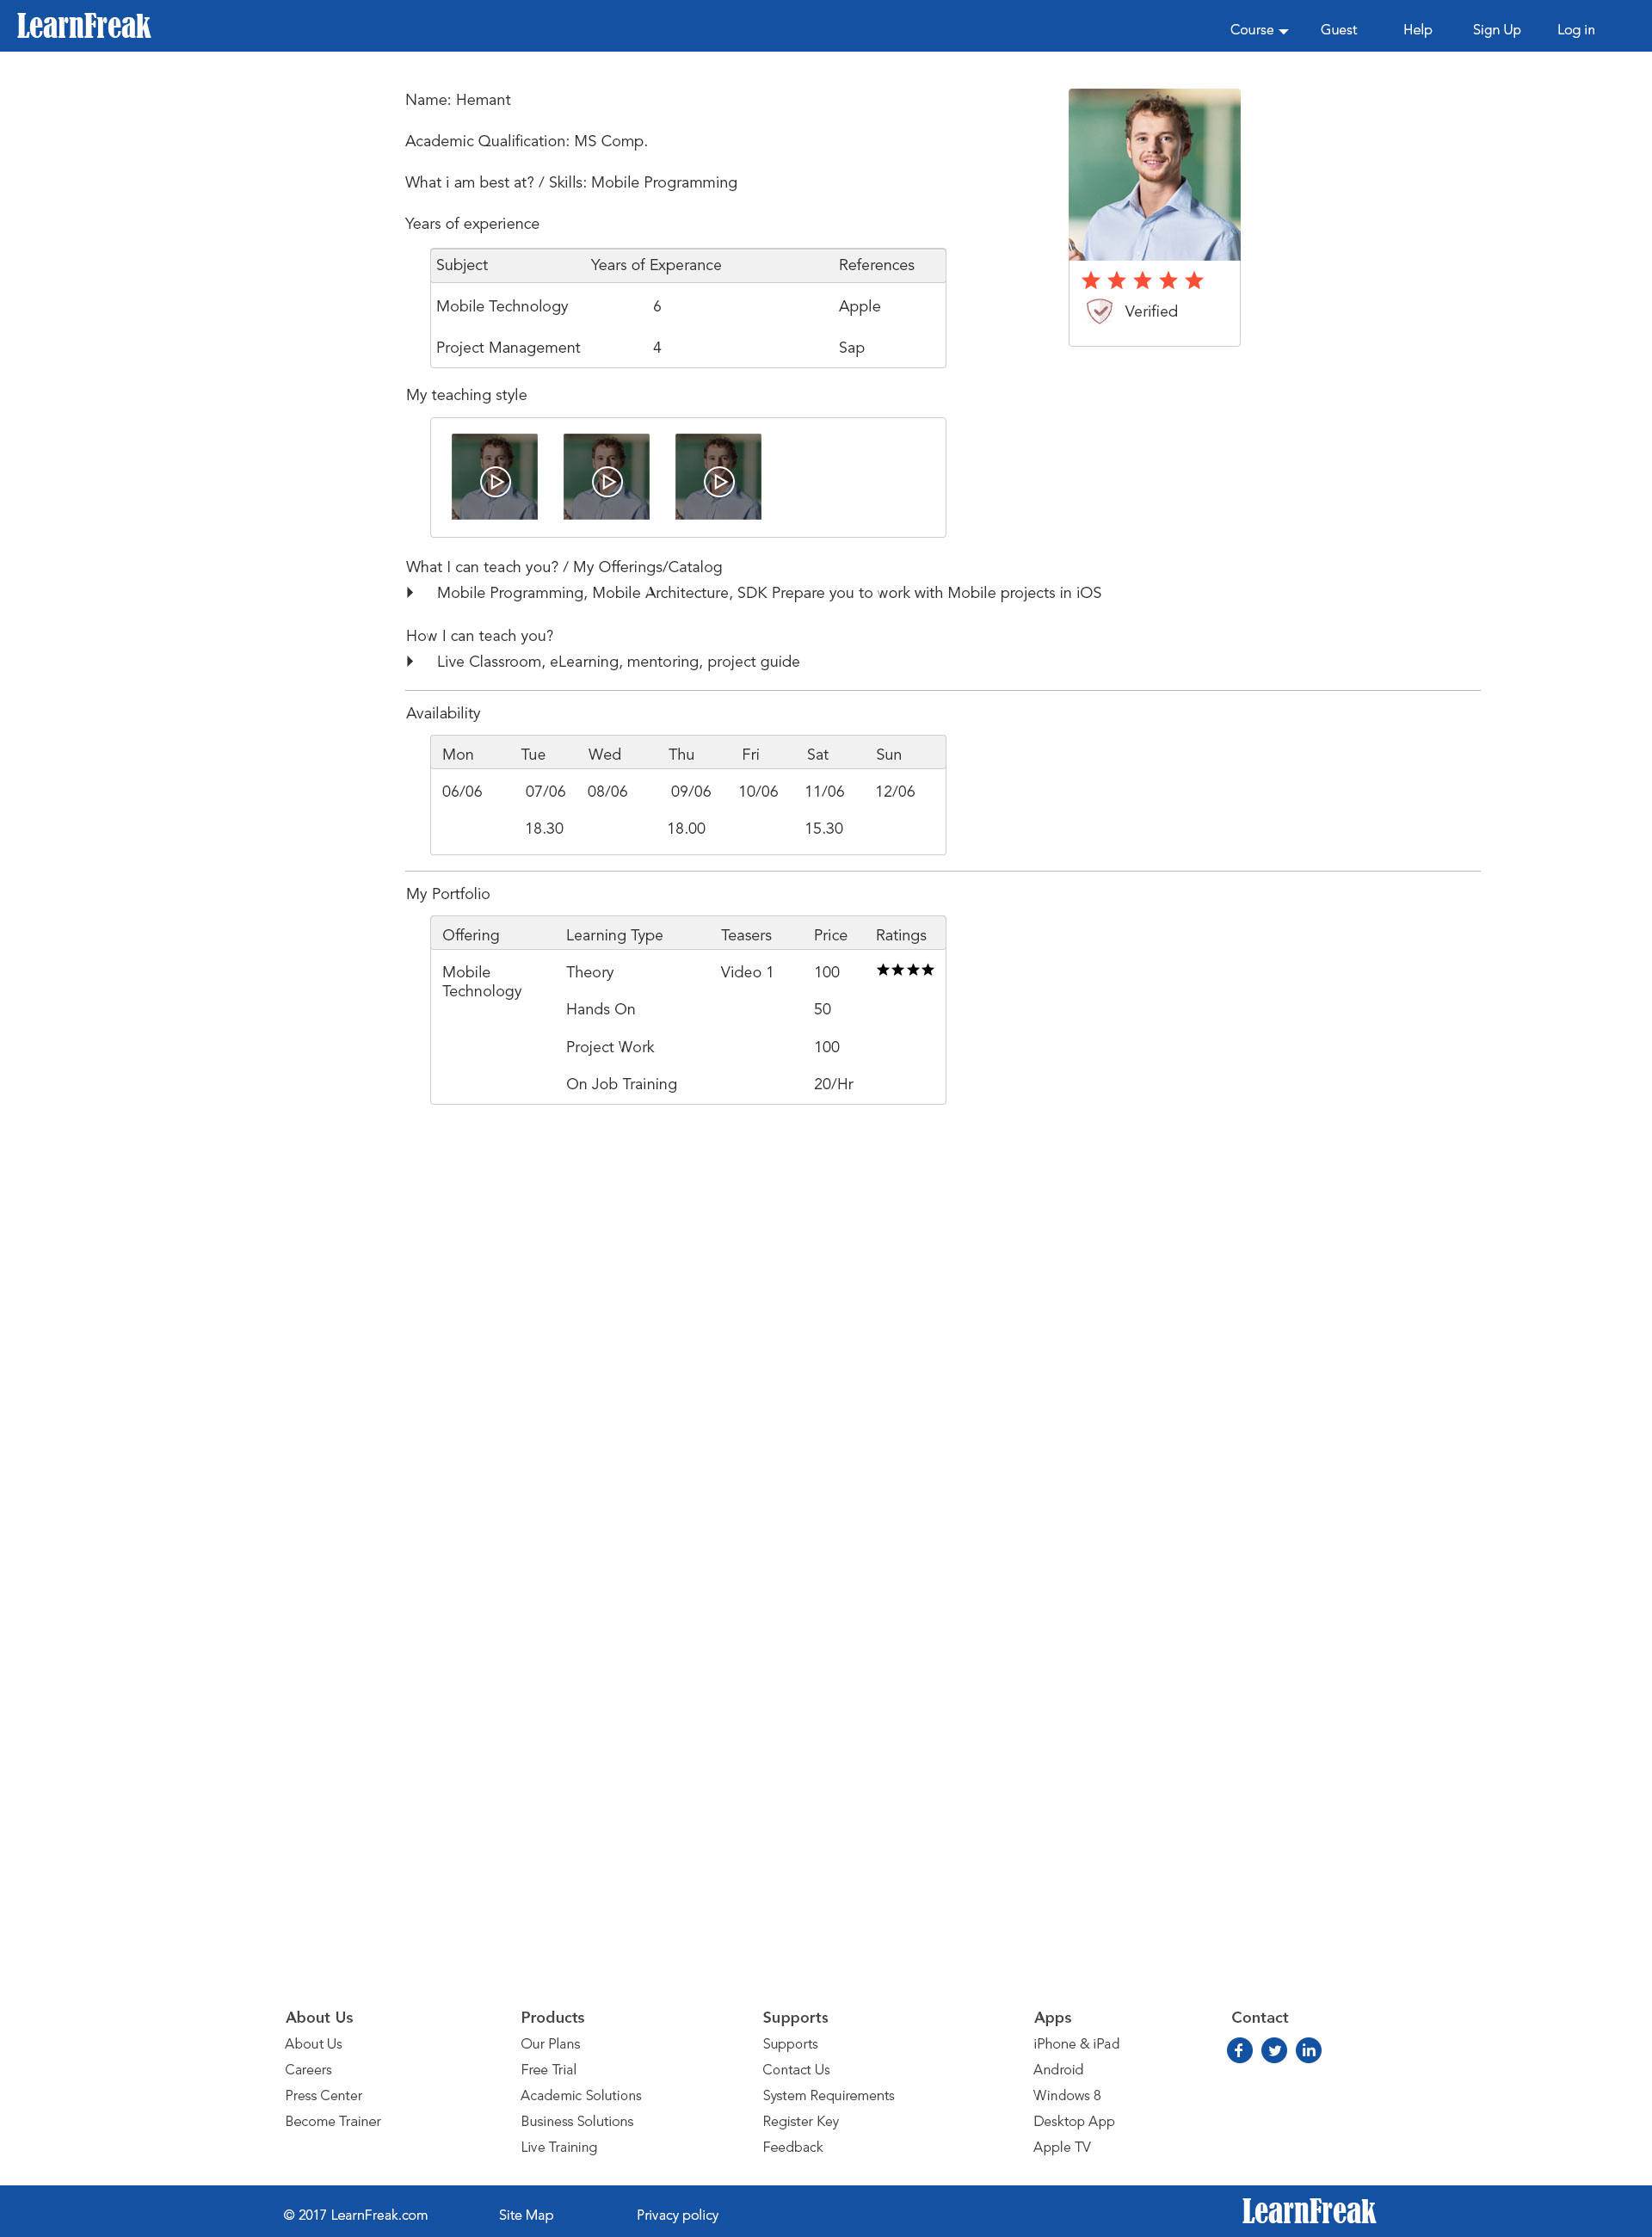 LearnFreak Course Guest Help Sign Up Log in
Name: Hemant
Academic Qualification: MS Comp.
What i am best at? / Skills: Mobile Programming
Years of experience
Subject Years of Experance References
Mobile Technology 6 Apple
Project Management 4 Sap
Verified
My teaching style
What I can teach you? / My Offerings/Catalog
Mobile Programming, Mobile Architecture, SDK Prepare you to work with Mobile projects in iOS
How I can teach you?
Live Classroom, eLearning, mentoring, project guide
Availability
Mon Tue Wed Thu Fri Sat Sun
06/06 07/06 08/06 09/06 10/06 11/06 12/06
18.30 18.00 15.30
My Portfolio
Offering Learning Type Teasers Price Ratings
Mobile Theory Video 1 100
Technology
Hands On 50
Project Work 100
On Job Training 20/Hr
About Us Products Supports Apps Contact
About Us Our Plans Supports iPhone & iPad
Careers Free Trial Contact Us Android
Press Center Academic Solutions System Requirements Windows 8
Become Trainer Business Solutions Register Key Desktop App
Live Training Feedback Apple TV
© 2017 LearnFreak.com Site Map Privacy policy LearnFreak